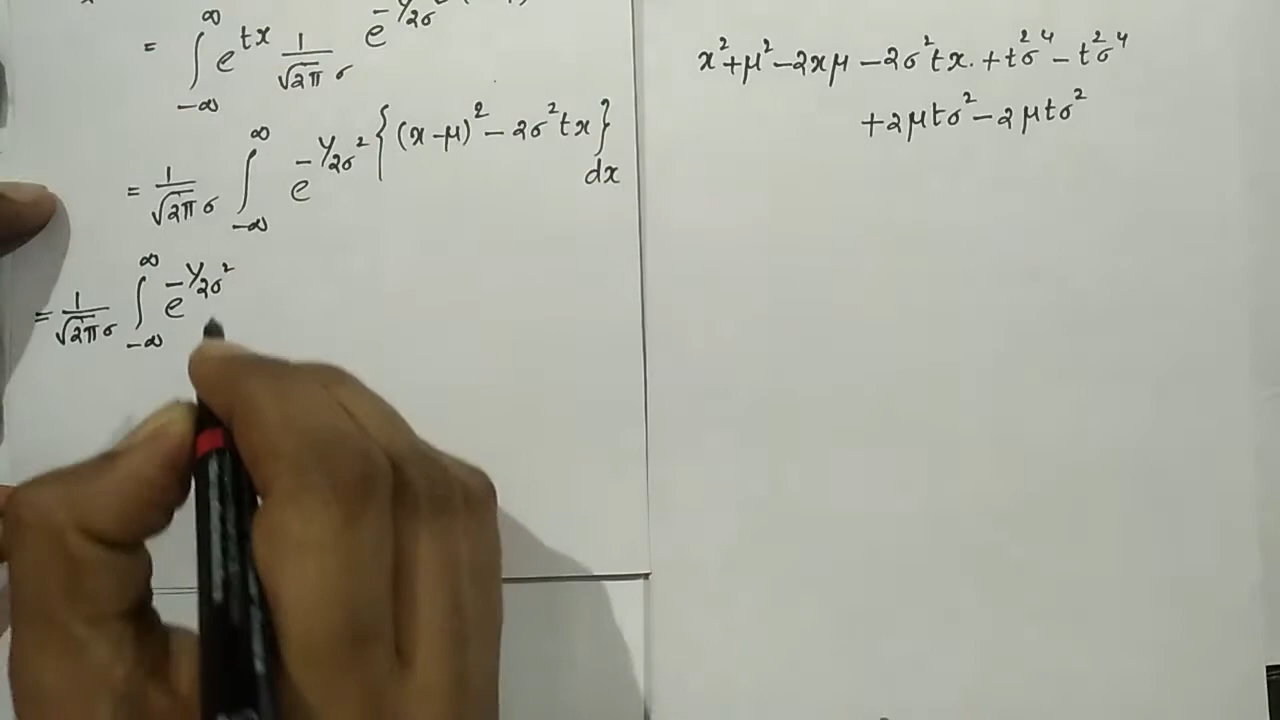 = ∫_{-∞}^{∞} e^{tx} 1/(√2π σ) e^{-1/2σ²}
= 1/(√2π σ) ∫_{-∞}^{∞} e^{-1/2σ² {(x-μ)² - 2σ²tx}} dx
= 1/(√2π σ) ∫_{-∞}^{∞} e^{-1/2σ²}
x² + μ² - 2xμ - 2σ²tx. + t²σ⁴ - t²σ⁴
+ 2μtσ² - 2μtσ²